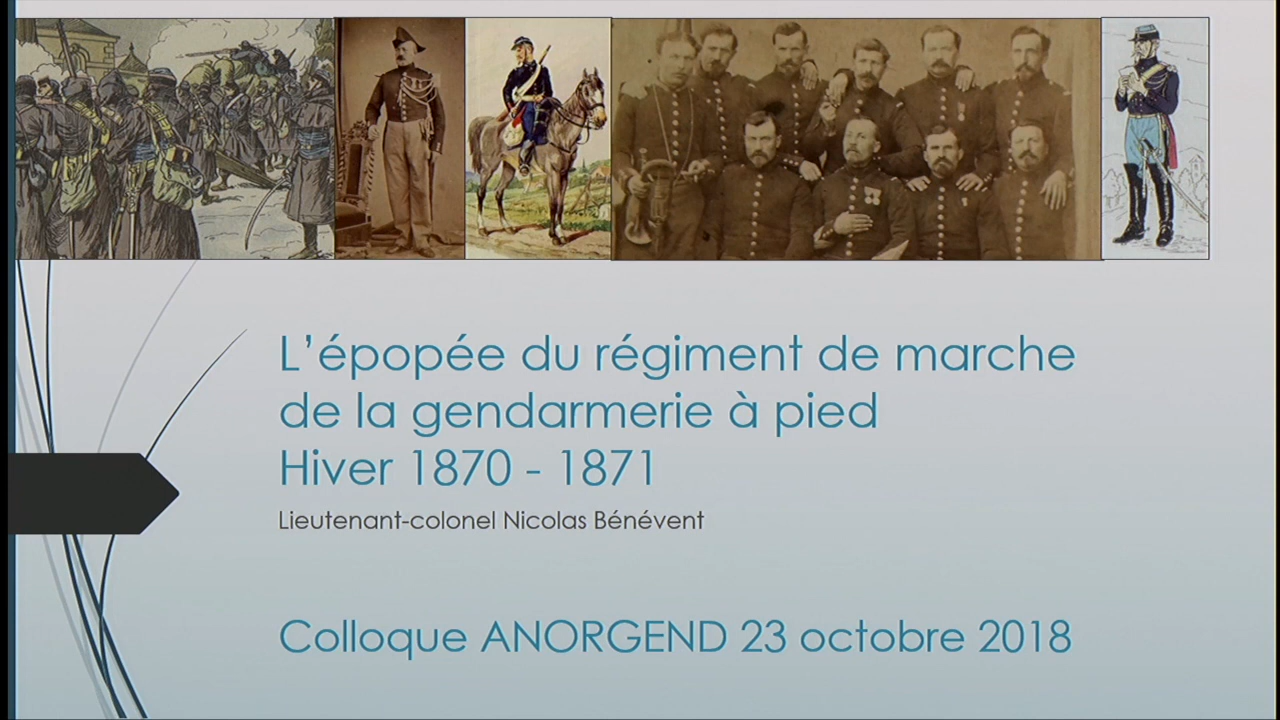 L'épopée du régiment de marche
de la gendarmerie à pied
Hiver 1870 - 1871
Lieutenant-colonel Nicolas Bénévent
Colloque ANORGEND 23 octobre 2018